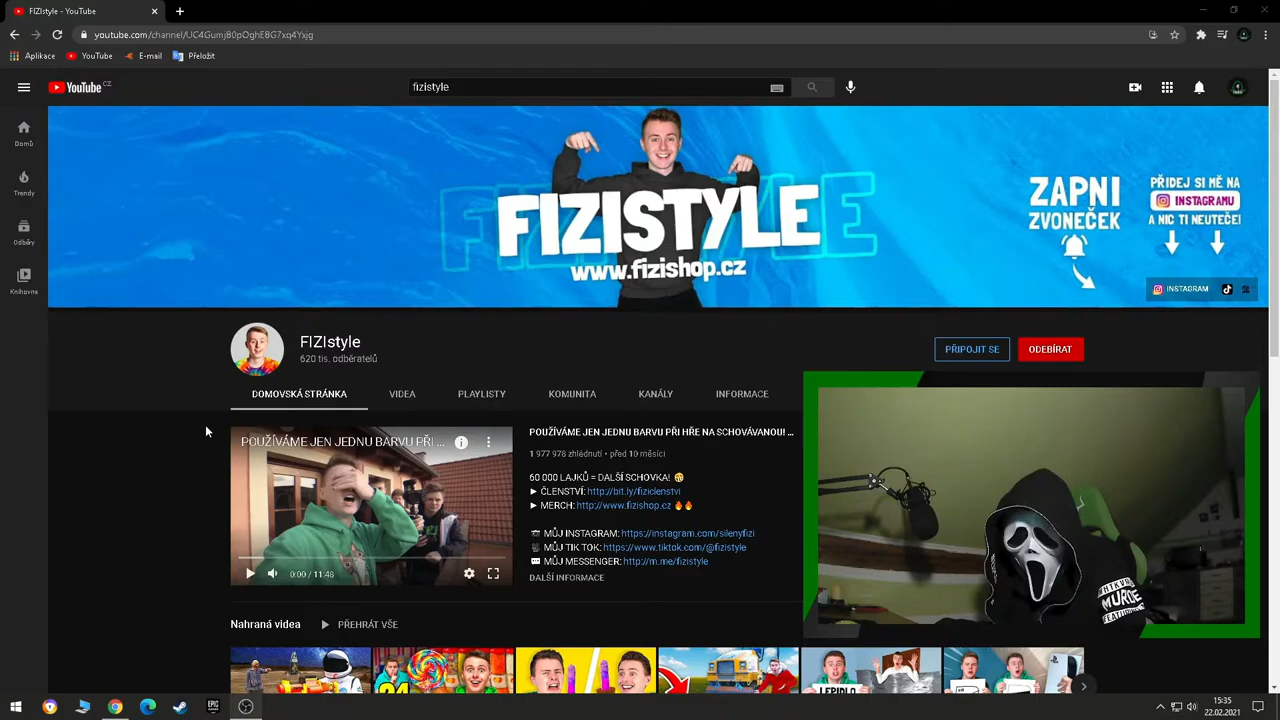 FIZIstyle - YouTube
youtube.com/channel/UC4GumjB0pOghEBG7xq4Yxjg
Aplikace
YouTube
E-mail
Přeložit
YouTube CZ
fizistyle
Domů
Trendy
Odběry
Knihovna
FIZISTYLE
www.fizishop.cz
ZAPNI
ZVONEČEK
PŘIDEJ SI MĚ NA
INSTAGRAMU
A NIC TI NEUTEČE!
INSTAGRAM
FIZIstyle
620 tis. odběratelů
PŘIPOJIT SE
ODEBÍRAT
DOMOVSKÁ STRÁNKA
VIDEA
PLAYLISTY
KOMUNITA
KANÁLY
INFORMACE
POUŽÍVÁME JEN JEDNU BARVU PŘI ...
0:00 / 11:48
POUŽÍVÁME JEN JEDNU BARVU PŘI HŘE NA SCHOVÁVANOU! ...
1 977 978 zhlédnutí • před 10 měsíci
60 000 LAJKŮ = DALŠÍ SCHOVKA! 🤭
► ČLENSTVÍ: http://bit.ly/fiziclenstvi
► MERCH: http://www.fizishop.cz 🔥🔥
MŮJ INSTAGRAM: https://instagram.com/silenyfizi
MŮJ TIK TOK: https://www.tiktok.com/@fizistyle
MŮJ MESSENGER: http://m.me/fizistyle
DALŠÍ INFORMACE
Nahraná videa
PŘEHRÁT VŠE
24
LEPIDLO
EPIC
15:35
22.02.2021